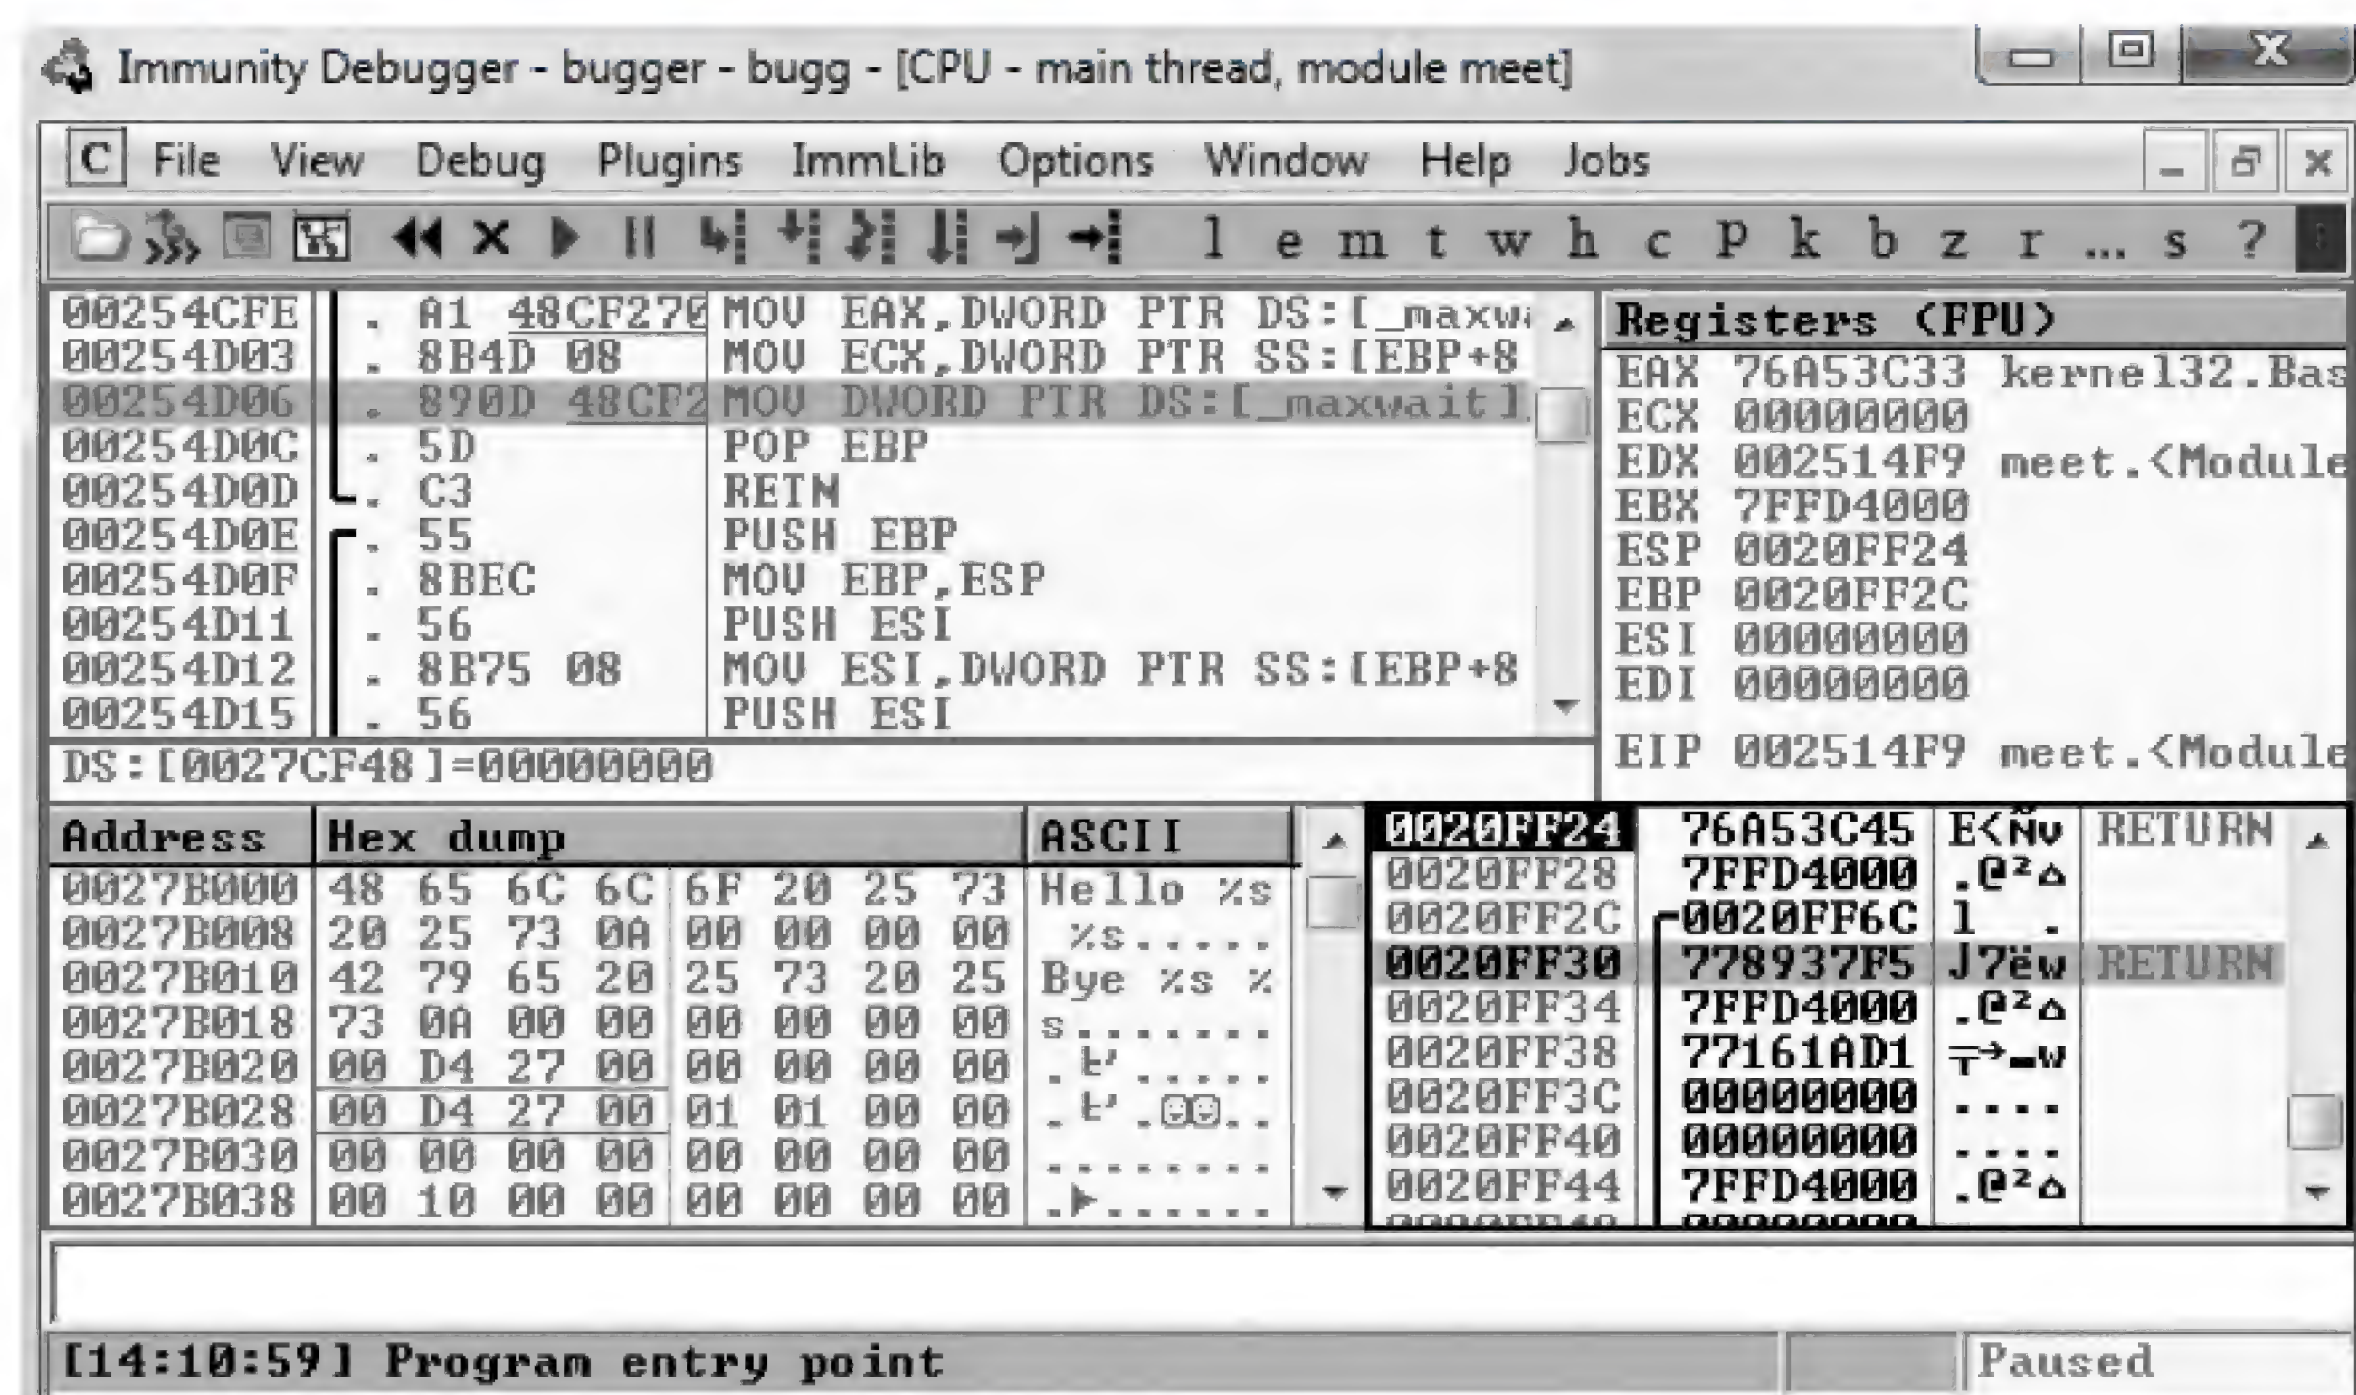 Immunity Debugger - bugger - bugg - [CPU - main thread, module meet]
C File View Debug Plugins ImmLib Options Window Help Jobs
l e m t w h c P k b z r ... s ?
00254CFE . A1 48CF270 MOV EAX,DWORD PTR DS:[_maxw
00254D03 . 8B4D 08 MOV ECX,DWORD PTR SS:[EBP+8
00254D06 . 890D 48CF2 MOV DWORD PTR DS:[_maxwait]
00254D0C . 5D POP EBP
00254D0D . C3 RETN
00254D0E . 55 PUSH EBP
00254D0F . 8BEC MOV EBP,ESP
00254D11 . 56 PUSH ESI
00254D12 . 8B75 08 MOV ESI,DWORD PTR SS:[EBP+8
00254D15 . 56 PUSH ESI
DS:[0027CF48]=00000000
Registers (FPU)
EAX 76A53C33 kernel32.Bas
ECX 00000000
EDX 002514F9 meet.<Module
EBX 7FFD4000
ESP 0020FF24
EBP 0020FF2C
ESI 00000000
EDI 00000000
EIP 002514F9 meet.<Module
Address Hex dump ASCII
0027B000 48 65 6C 6C 6F 20 25 73 Hello %s
0027B008 20 25 73 0A 00 00 00 00 %s.....
0027B010 42 79 65 20 25 73 20 25 Bye %s %
0027B018 73 0A 00 00 00 00 00 00 s.......
0027B020 00 D4 27 00 00 00 00 00 . ╘'.....
0027B028 00 D4 27 00 01 01 00 00 . ╘'.☺☺..
0027B030 00 00 00 00 00 00 00 00 ........
0027B038 00 10 00 00 00 00 00 00 .►......
0020FF24 76A53C45 E<Ñv RETURN
0020FF28 7FFD4000 .@²⌂
0020FF2C 0020FF6C l .
0020FF30 778937F5 J7ëw RETURN
0020FF34 7FFD4000 .@²⌂
0020FF38 77161AD1 ╤→▬w
0020FF3C 00000000 ....
0020FF40 00000000 ....
0020FF44 7FFD4000 .@²⌂
[14:10:59] Program entry point
Paused